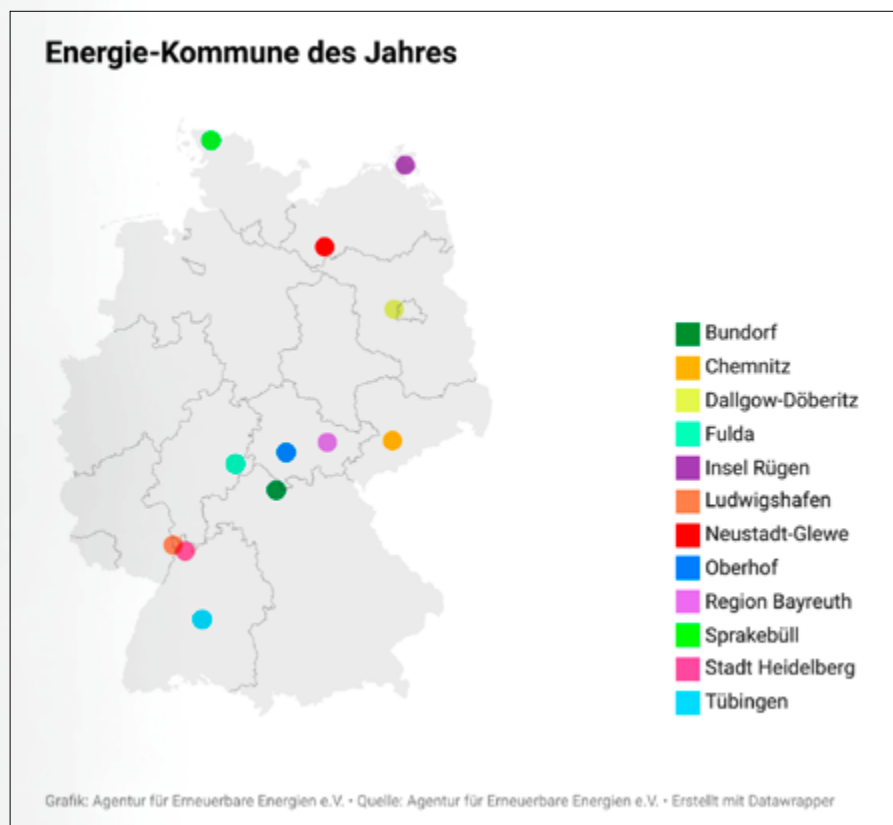 Energie-Kommune des Jahres
Bundorf
Chemnitz
Dallgow-Döberitz
Fulda
Insel Rügen
Ludwigshafen
Neustadt-Glewe
Oberhof
Region Bayreuth
Sprakebüll
Stadt Heidelberg
Tübingen
Grafik: Agentur für Erneuerbare Energien e.V. • Quelle: Agentur für Erneuerbare Energien e.V. • Erstellt mit Datawrapper